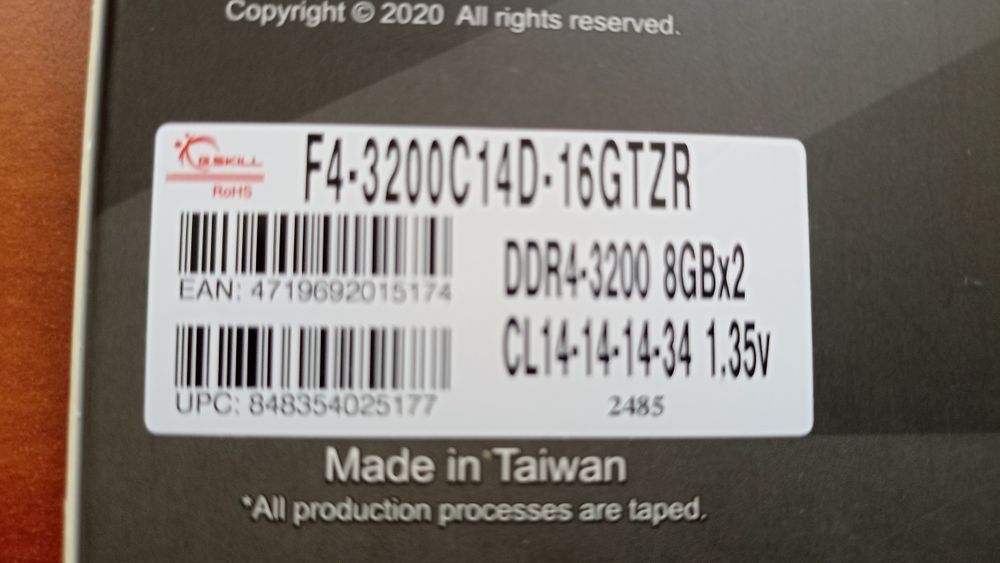 Copyright © 2020 All rights reserved.
G.SKILL
RoHS
F4-3200C14D-16GTZR
DDR4-3200 8GBx2
EAN: 4719692015174
CL14-14-14-34 1.35v
UPC: 848354025177
2485
Made in Taiwan
*All production processes are taped.